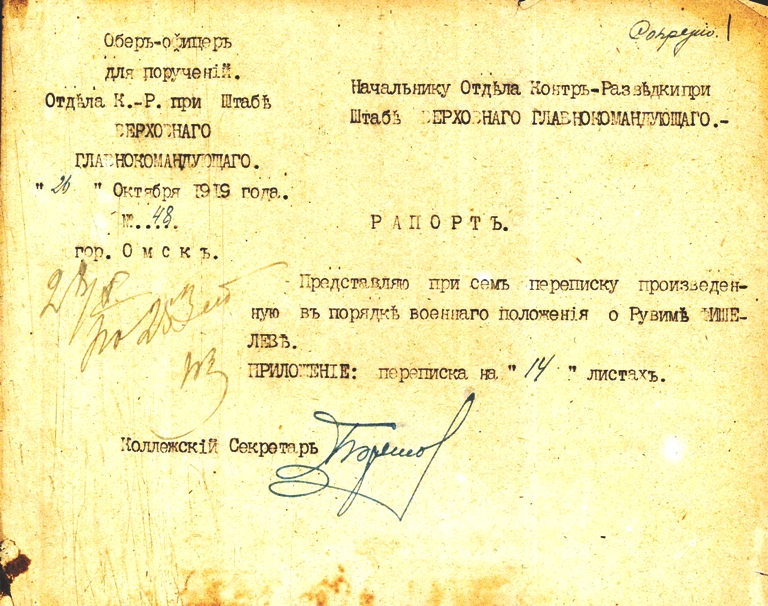 Оберъ-офицеръ
для порученій.
Отдѣла К.-Р. при Штабѣ
ВЕРХОВНАГО
ГЛАВНОКОМАНДУЮЩАГО.
" 26 " Октября 1919 года.
№...48.
гор. Омскъ.
Начальнику Отдѣла Контръ-Развѣдки при
Штабѣ ВЕРХОВНАГО ГЛАВНОКОМАНДУЮЩАГО.-
РАПОРТЪ.
Представляю при семъ переписку произведен-
ную въ порядкѣ военнаго положенія о Рувимѣ МИШЕ-
ЛЕВѢ.
ПРИЛОЖЕНІЕ: переписка на " 14 " листахъ.
Коллежскій Секретарь